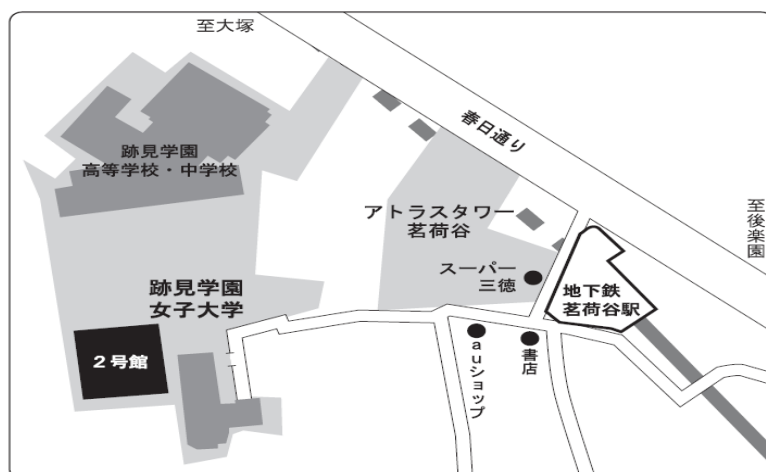 至大塚
春日通り
至後楽園
跡見学園
高等学校・中学校
アトラスタワー
茗荷谷
スーパー
三徳
地下鉄
茗荷谷駅
跡見学園
女子大学
２号館
auショップ
書店